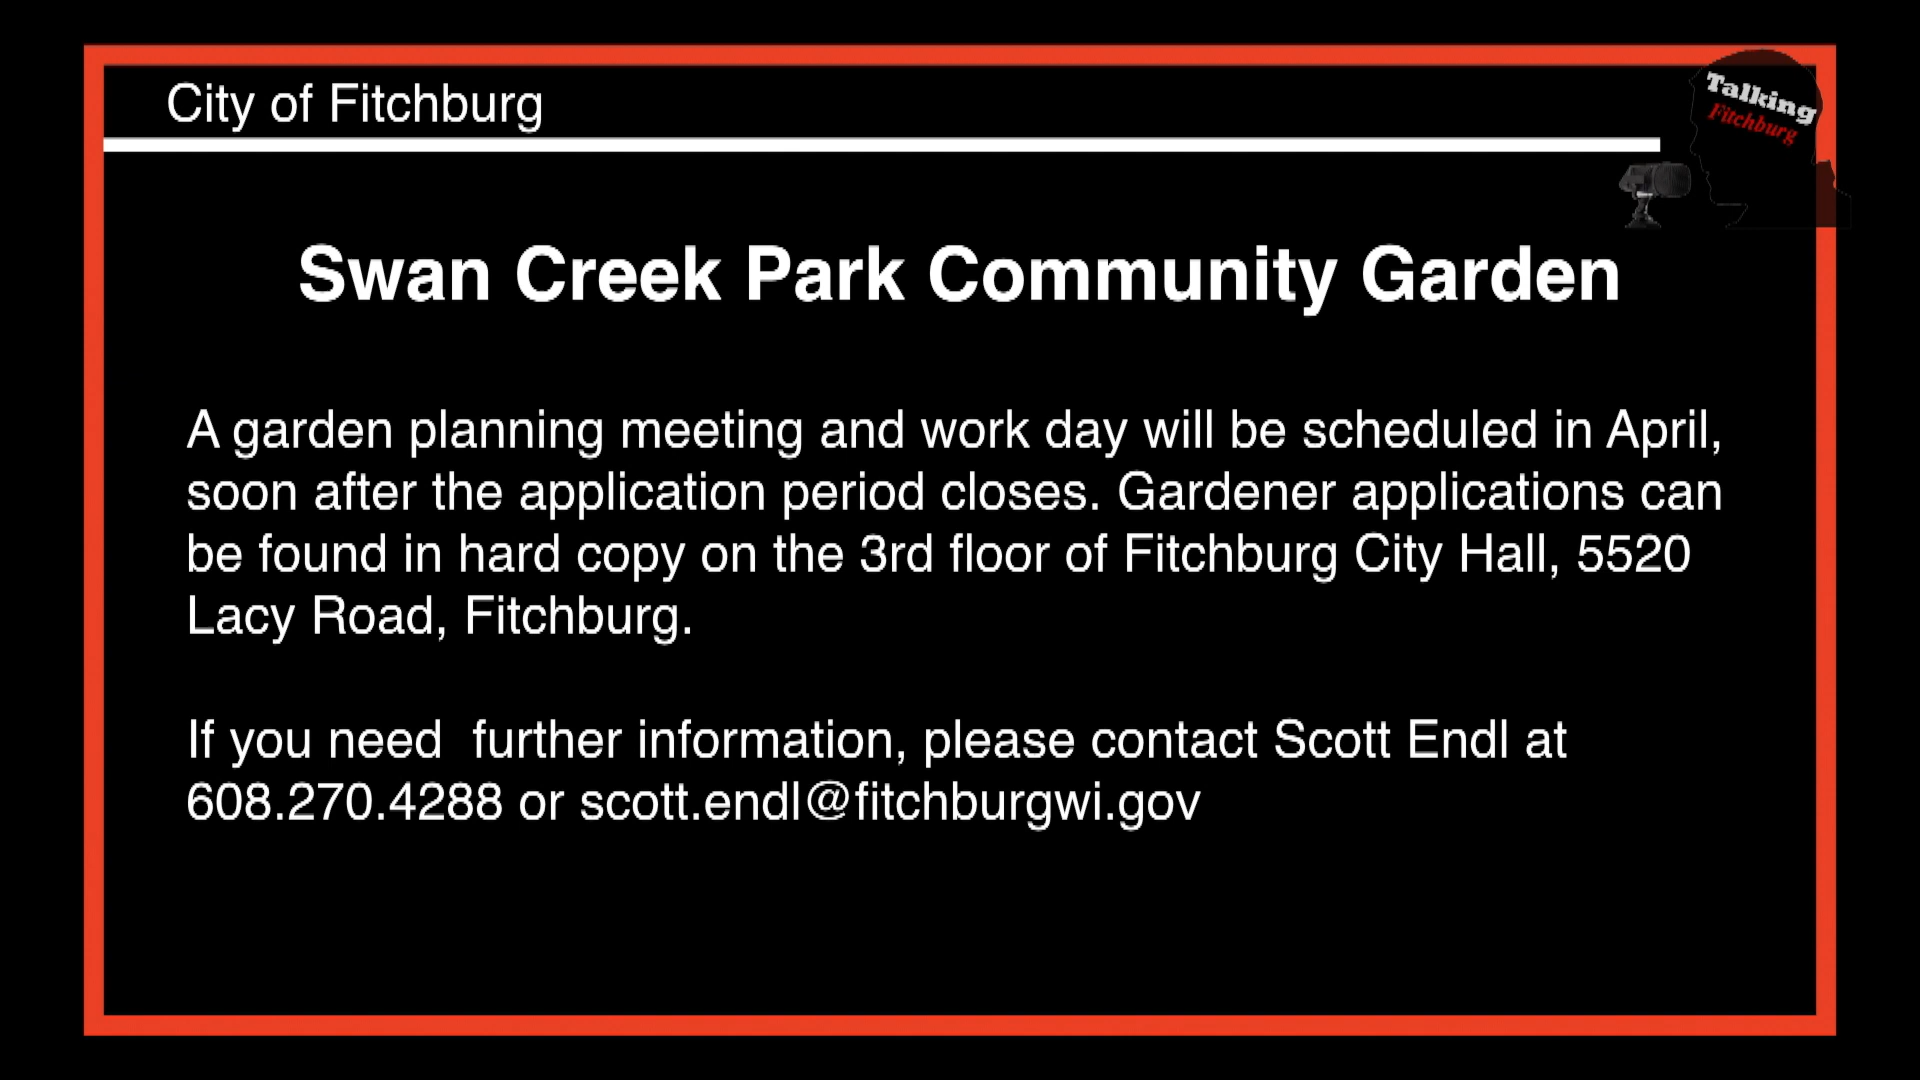 City of Fitchburg
Talking
Fitchburg
Swan Creek Park Community Garden
A garden planning meeting and work day will be scheduled in April,
soon after the application period closes. Gardener applications can
be found in hard copy on the 3rd floor of Fitchburg City Hall, 5520
Lacy Road, Fitchburg.
If you need  further information, please contact Scott Endl at
608.270.4288 or scott.endl@fitchburgwi.gov